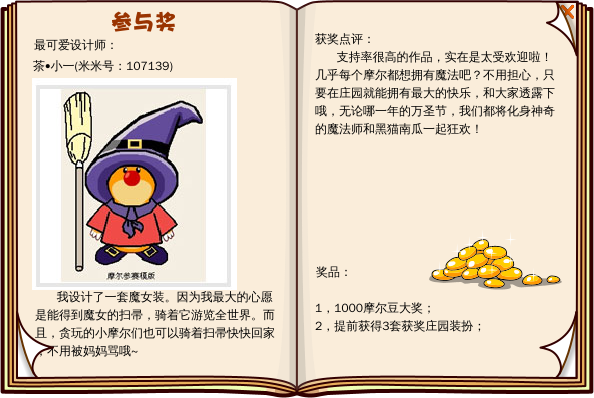 参与奖
最可爱设计师：
茶•小一(米米号：107139)
摩尔参赛模版
我设计了一套魔女装。因为我最大的心愿
是能得到魔女的扫帚，骑着它游览全世界。而
且，贪玩的小摩尔们也可以骑着扫帚快快回家
，不用被妈妈骂哦~
获奖点评：
支持率很高的作品，实在是太受欢迎啦！
几乎每个摩尔都想拥有魔法吧？不用担心，只
要在庄园就能拥有最大的快乐，和大家透露下
哦，无论哪一年的万圣节，我们都将化身神奇
的魔法师和黑猫南瓜一起狂欢！
奖品：
1，1000摩尔豆大奖；
2，提前获得3套获奖庄园装扮；